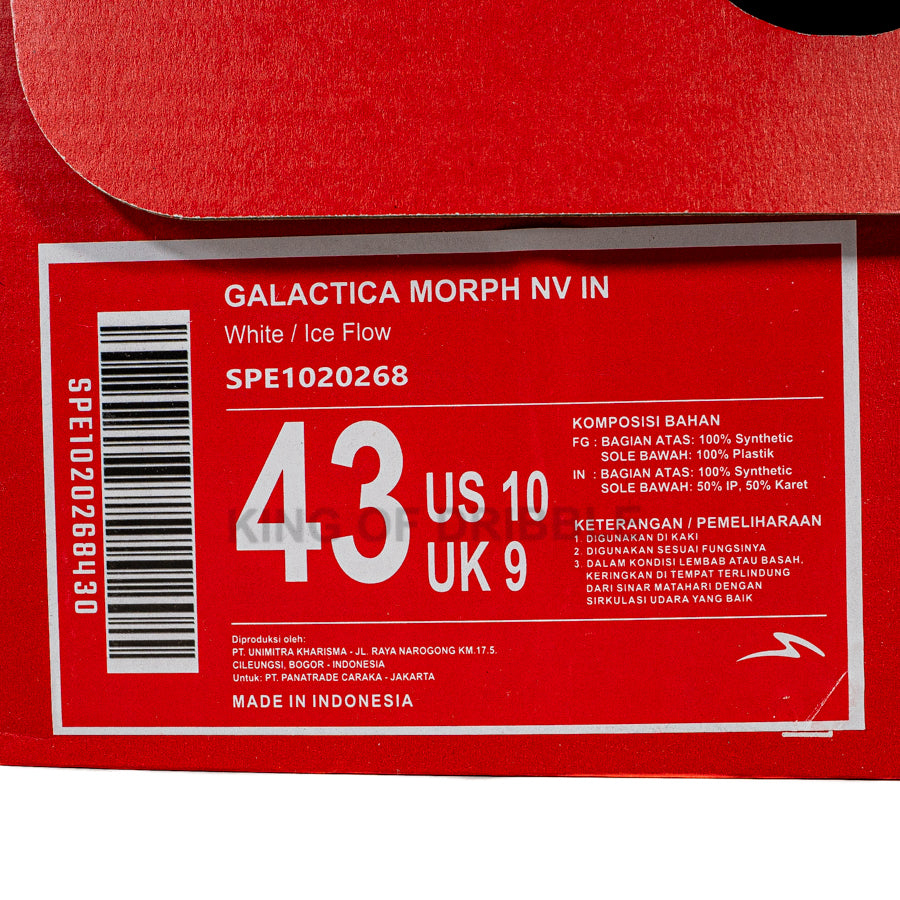 GALACTICA MORPH NV IN
White / Ice Flow
SPE1020268
SPE1020268430
43
US 10
UK 9
KING OF DRIBBLE
KOMPOSISI BAHAN
FG : BAGIAN ATAS: 100% Synthetic
SOLE BAWAH: 100% Plastik
IN : BAGIAN ATAS: 100% Synthetic
SOLE BAWAH: 50% IP, 50% Karet
KETERANGAN / PEMELIHARAAN
1. DIGUNAKAN DI KAKI
2. DIGUNAKAN SESUAI FUNGSINYA
3. DALAM KONDISI LEMBAB ATAU BASAH,
KERINGKAN DI TEMPAT TERLINDUNG
DARI SINAR MATAHARI DENGAN
SIRKULASI UDARA YANG BAIK
Diproduksi oleh:
PT. UNIMITRA KHARISMA - JL. RAYA NAROGONG KM.17.5.
CILEUNGSI, BOGOR - INDONESIA
Untuk: PT. PANATRADE CARAKA - JAKARTA
MADE IN INDONESIA